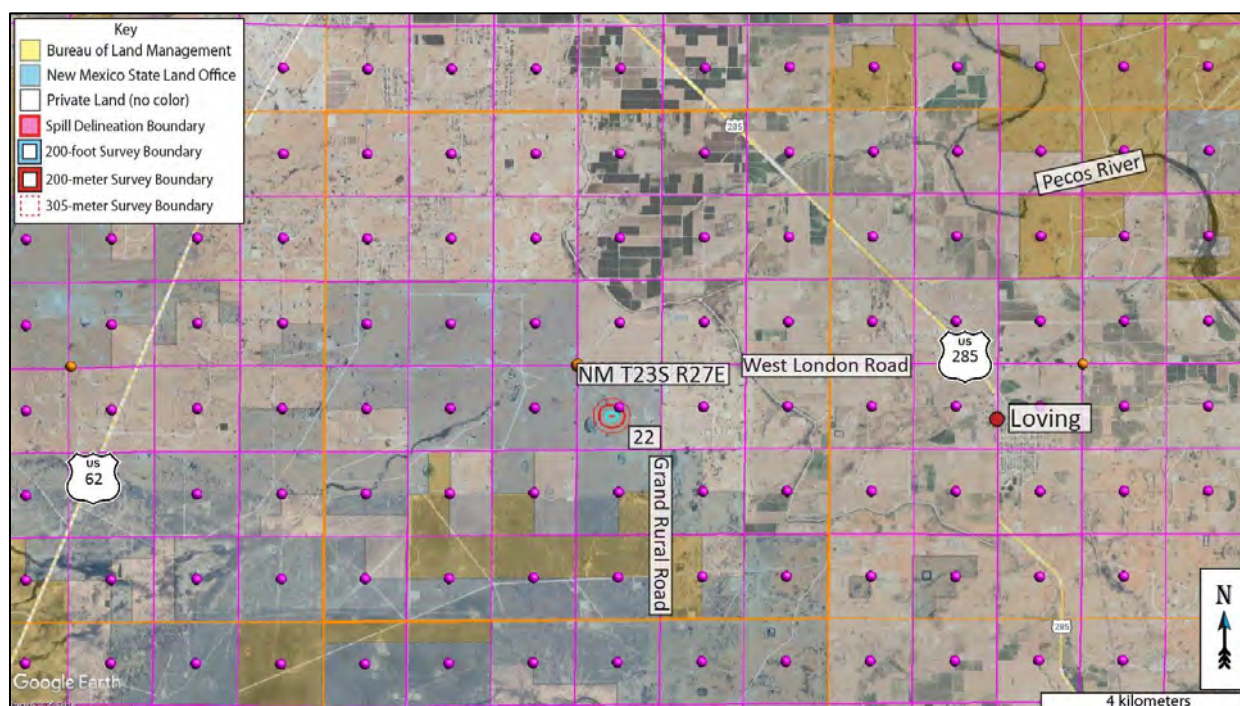 Key
Bureau of Land Management
New Mexico State Land Office
Private Land (no color)
Spill Delineation Boundary
200-foot Survey Boundary
200-meter Survey Boundary
305-meter Survey Boundary
285
Pecos River
NM T23S R27E
West London Road
US
285
22
Loving
US
62
Grand Rural Road
N
285
Google Earth
4 kilometers